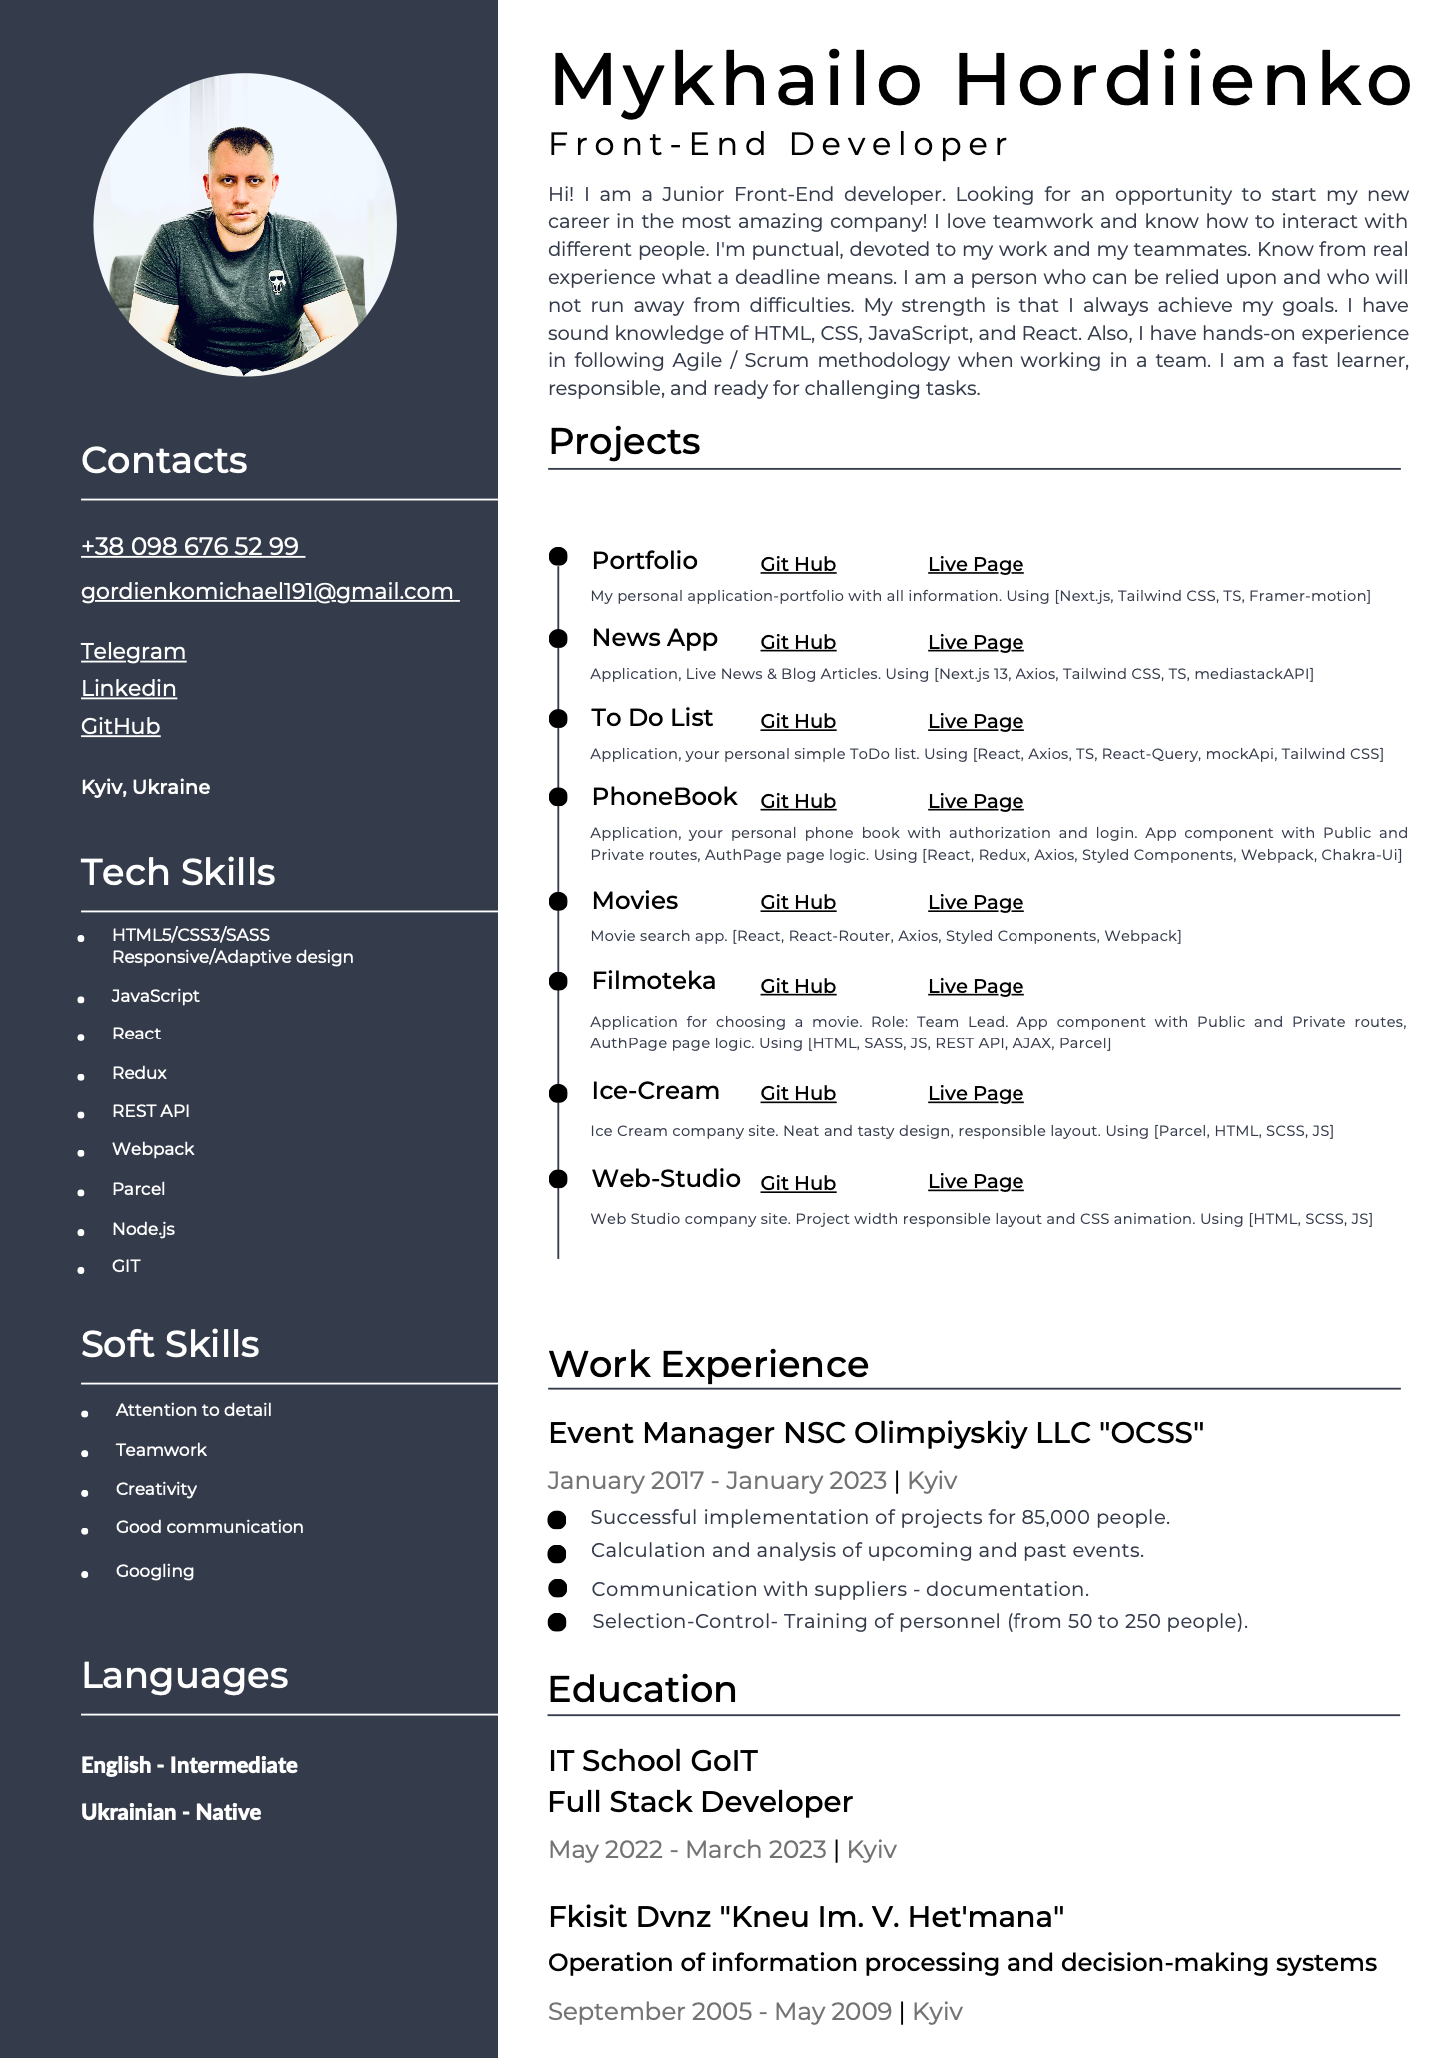 Mykhailo Hordiienko
Front-End Developer
Hi! I am a Junior Front-End developer. Looking for an opportunity to start my new
career in the most amazing company! I love teamwork and know how to interact with
different people. I'm punctual, devoted to my work and my teammates. Know from real
experience what a deadline means. I am a person who can be relied upon and who will
not run away from difficulties. My strength is that I always achieve my goals. I have
sound knowledge of HTML, CSS, JavaScript, and React. Also, I have hands-on experience
in following Agile / Scrum methodology when working in a team. I am a fast learner,
responsible, and ready for challenging tasks.
Contacts
+38 098 676 52 99
gordienkomichael191@gmail.com
Telegram
Linkedin
GitHub
Kyiv, Ukraine
Tech Skills
HTML5/CSS3/SASS
Responsive/Adaptive design
JavaScript
React
Redux
REST API
Webpack
Parcel
Node.js
GIT
Soft Skills
Attention to detail
Teamwork
Creativity
Good communication
Googling
Languages
English - Intermediate
Ukrainian - Native
Projects
Portfolio Git Hub Live Page
My personal application-portfolio with all information. Using [Next.js, Tailwind CSS, TS, Framer-motion]
News App Git Hub Live Page
Application, Live News & Blog Articles. Using [Next.js 13, Axios, Tailwind CSS, TS, mediastackAPI]
To Do List Git Hub Live Page
Application, your personal simple ToDo list. Using [React, Axios, TS, React-Query, mockApi, Tailwind CSS]
PhoneBook Git Hub Live Page
Application, your personal phone book with authorization and login. App component with Public and
Private routes, AuthPage page logic. Using [React, Redux, Axios, Styled Components, Webpack, Chakra-Ui]
Movies Git Hub Live Page
Movie search app. [React, React-Router, Axios, Styled Components, Webpack]
Filmoteka Git Hub Live Page
Application for choosing a movie. Role: Team Lead. App component with Public and Private routes,
AuthPage page logic. Using [HTML, SASS, JS, REST API, AJAX, Parcel]
Ice-Cream Git Hub Live Page
Ice Cream company site. Neat and tasty design, responsible layout. Using [Parcel, HTML, SCSS, JS]
Web-Studio Git Hub Live Page
Web Studio company site. Project width responsible layout and CSS animation. Using [HTML, SCSS, JS]
Work Experience
Event Manager NSC Olimpiyskiy LLC "OCSS"
January 2017 - January 2023 | Kyiv
Successful implementation of projects for 85,000 people.
Calculation and analysis of upcoming and past events.
Communication with suppliers - documentation.
Selection-Control- Training of personnel (from 50 to 250 people).
Education
IT School GoIT
Full Stack Developer
May 2022 - March 2023 | Kyiv
Fkisit Dvnz "Kneu Im. V. Het'mana"
Operation of information processing and decision-making systems
September 2005 - May 2009 | Kyiv